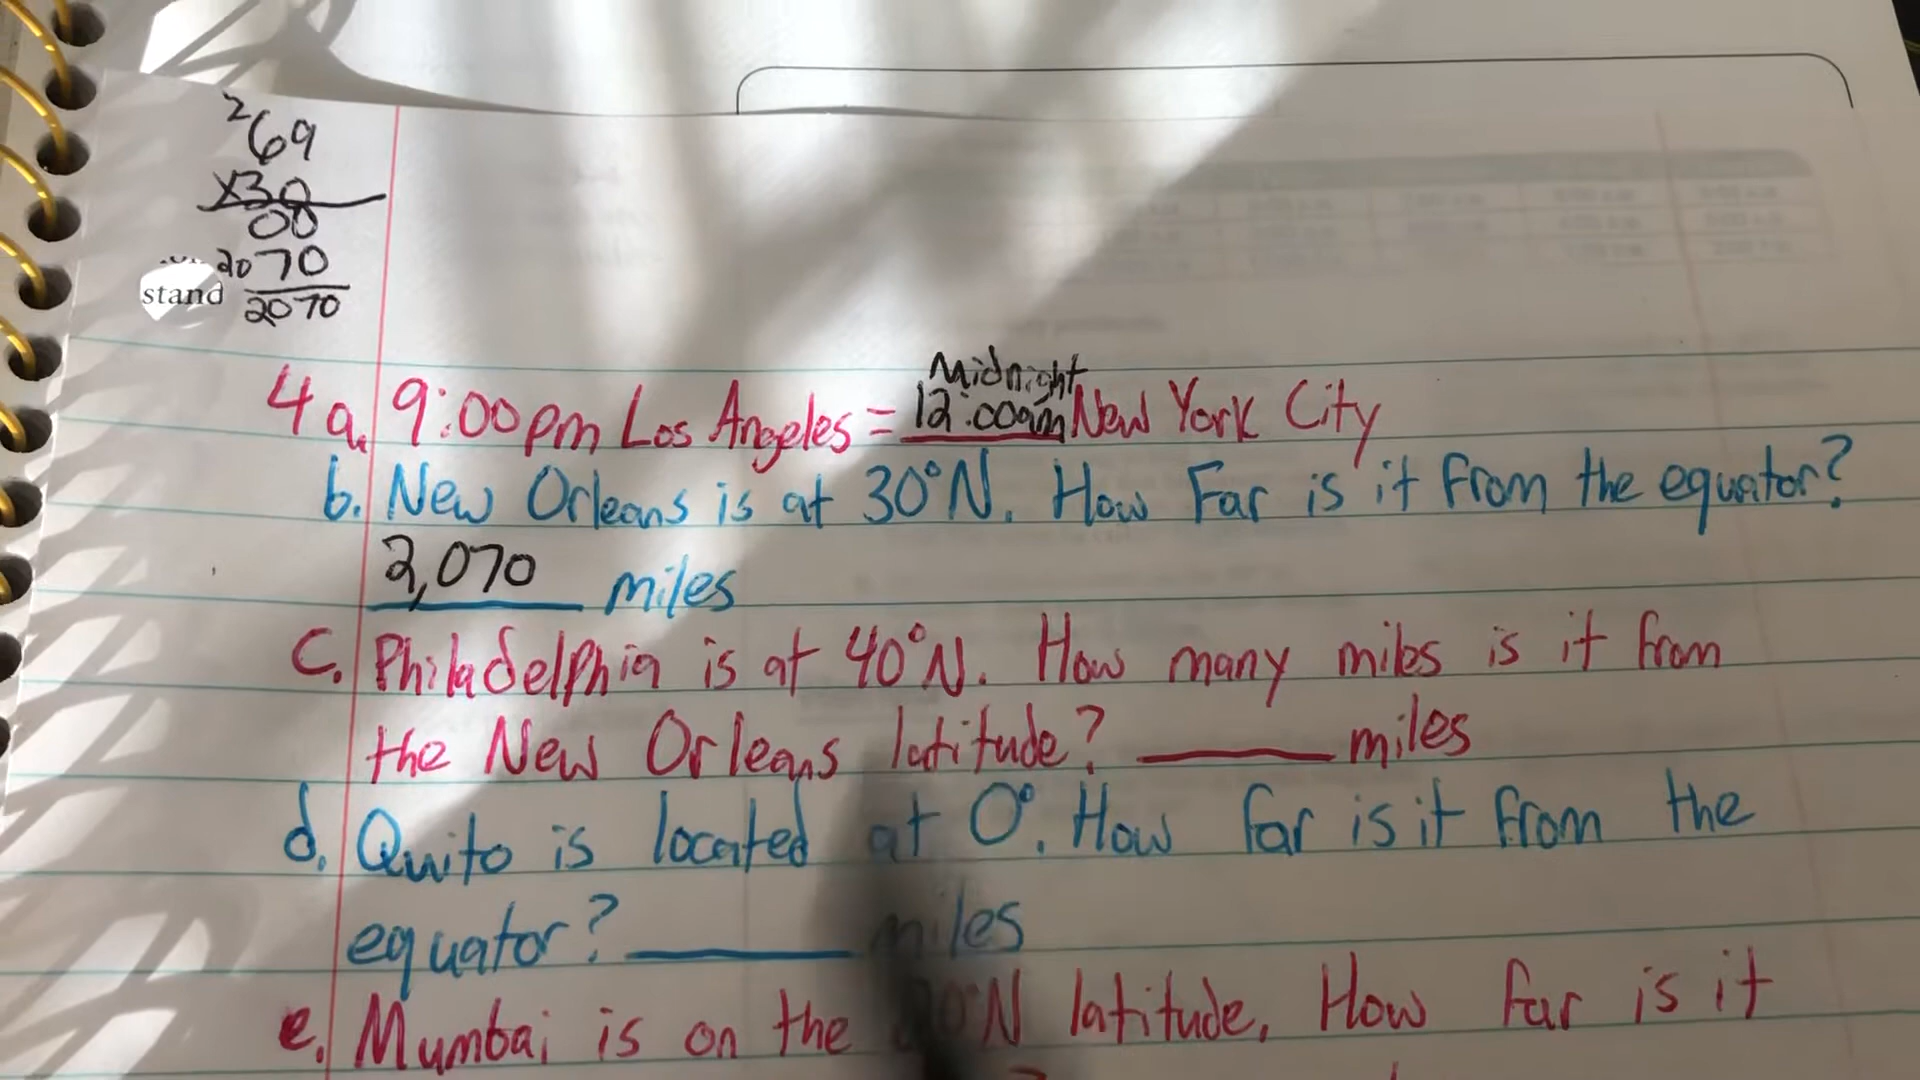 ²69
x30
00
2070
stand
2070
Midnight
4a. 9:00pm Los Angeles = 12:00am New York City
b. New Orleans is at 30°N. How Far is it from the equator?
2,070 miles
c. Philadelphia is at 40°N. How many miles is it from
the New Orleans latitude? ______ miles
d. Quito is located at 0°. How far is it from the
equator? ______ miles
e. Mumbai is on the latitude. How far is it